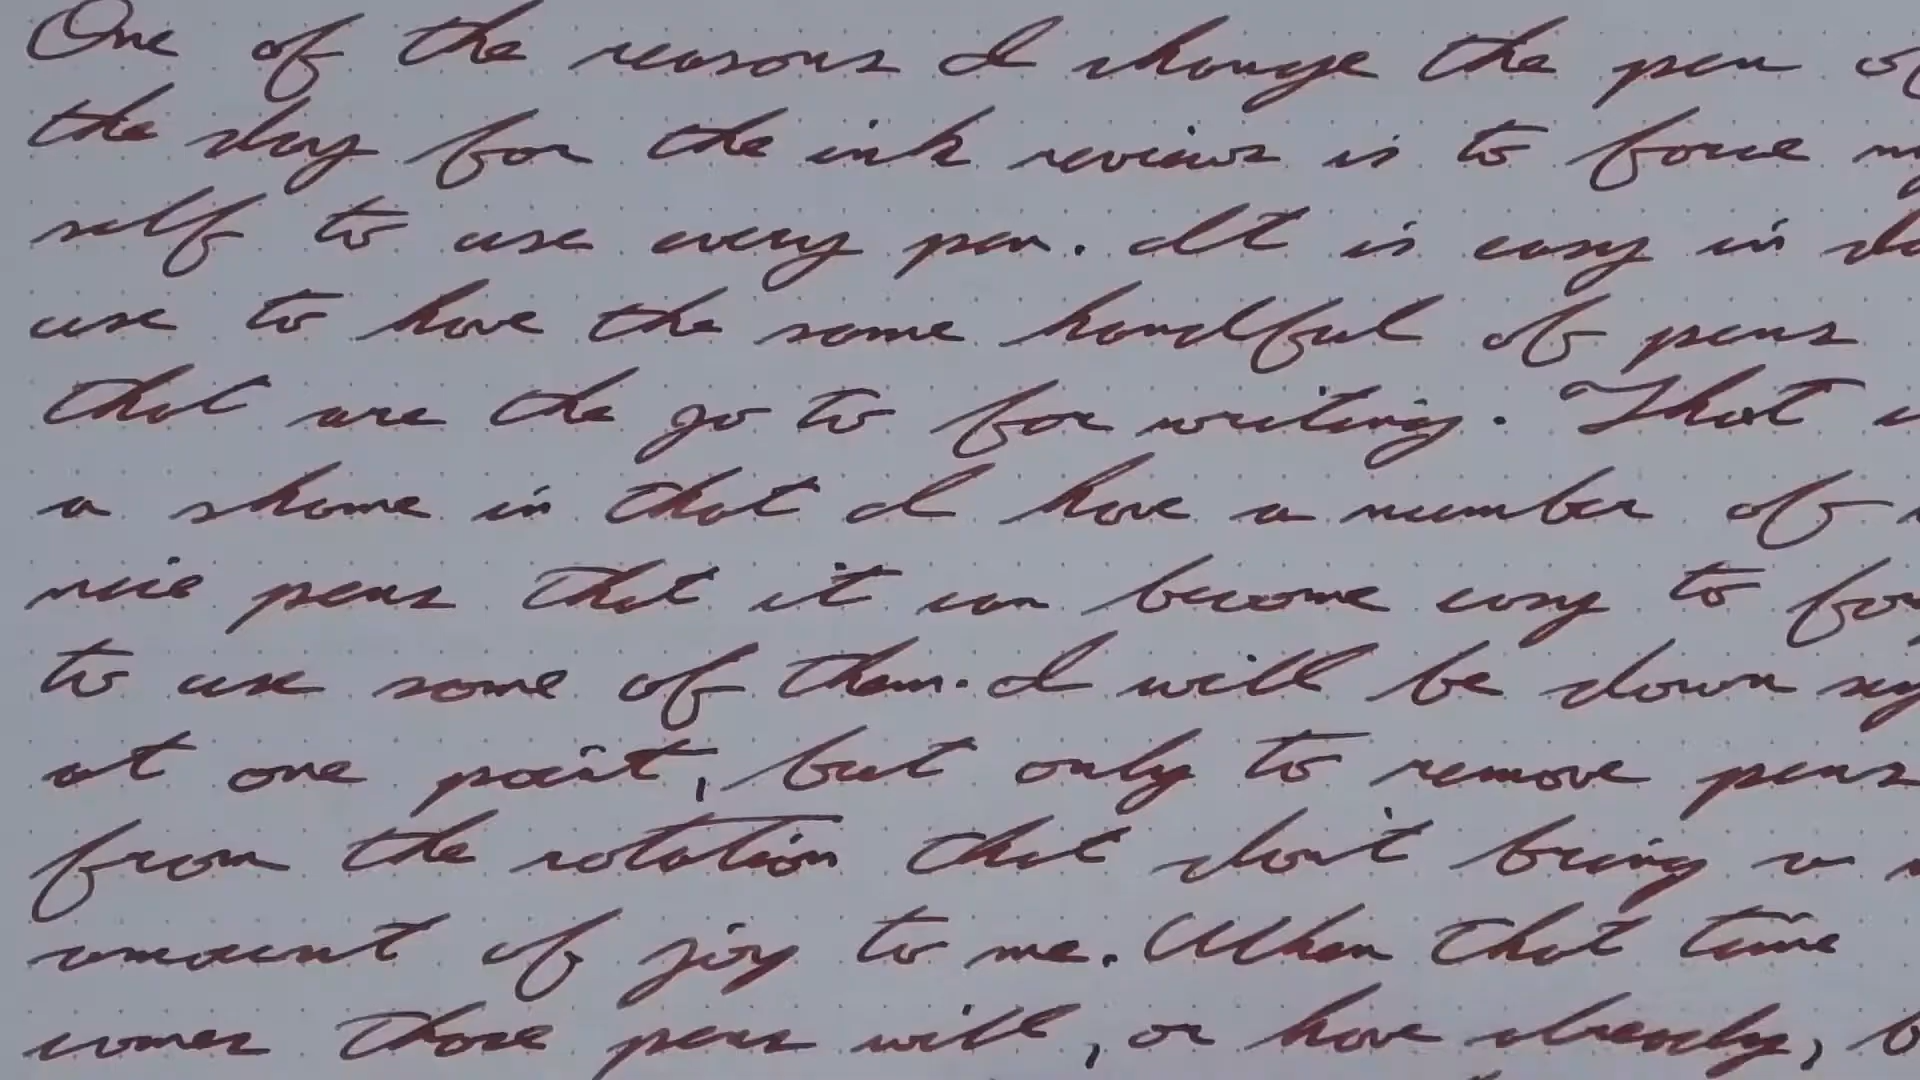 One of the reasons I change the pen of
the day for the ink reviews is to force my
self to use every pen. It is easy in
use to have the same handful of pens
that are the go to for writing. That
a shame in that I have a number of
nice pens that it can become easy to
to use some of them. I will be down
at one point, but only to remove pens
from the rotation that don't bring a
amount of joy to me. When that time
comes those pens will, or have already,